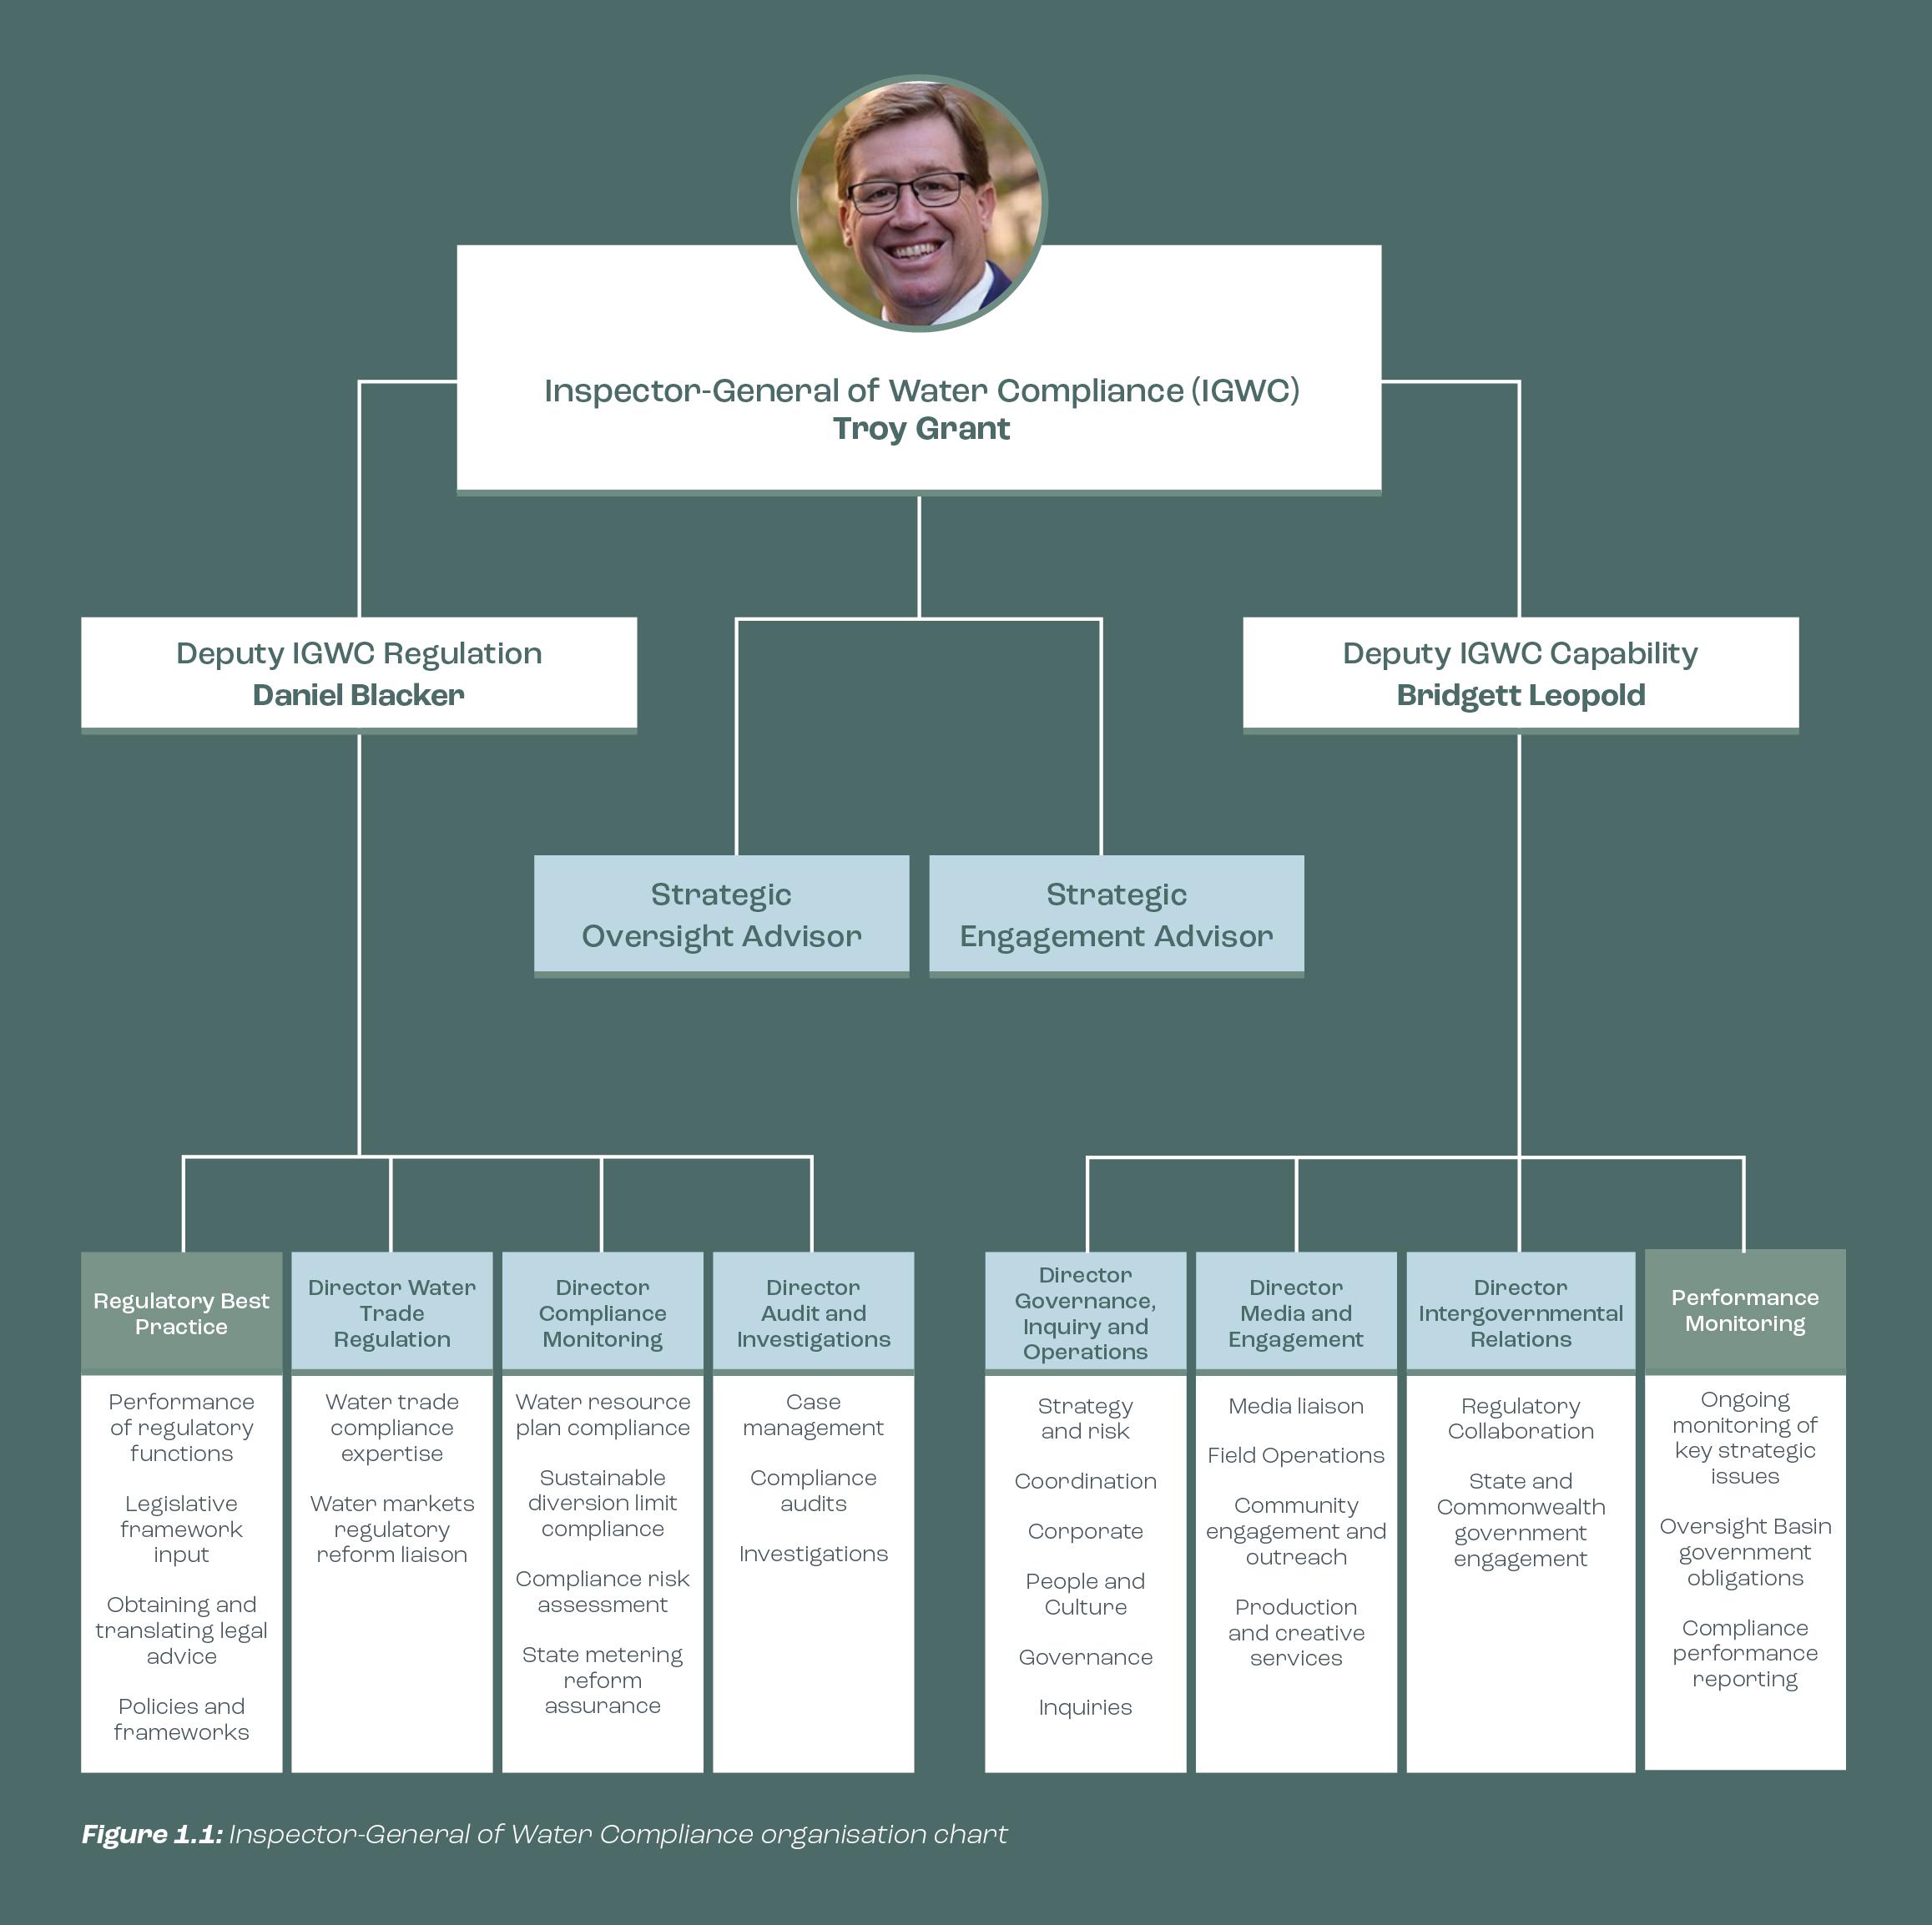 Inspector-General of Water Compliance (IGWC)
Troy Grant
Deputy IGWC Regulation
Daniel Blacker
Deputy IGWC Capability
Bridgett Leopold
Strategic
Oversight Advisor
Strategic
Engagement Advisor
Regulatory Best
Practice
Performance
of regulatory
functions
Legislative
framework
input
Obtaining and
translating legal
advice
Policies and
frameworks
Director Water
Trade
Regulation
Water trade
compliance
expertise
Water markets
regulatory
reform liaison
Director
Compliance
Monitoring
Water resource
plan compliance
Sustainable
diversion limit
compliance
Compliance risk
assessment
State metering
reform
assurance
Director
Audit and
Investigations
Case
management
Compliance
audits
Investigations
Director
Governance,
Inquiry and
Operations
Strategy
and risk
Coordination
Corporate
People and
Culture
Governance
Inquiries
Director
Media and
Engagement
Media liaison
Field Operations
Community
engagement and
outreach
Production
and creative
services
Director
Intergovernmental
Relations
Regulatory
Collaboration
State and
Commonwealth
government
engagement
Performance
Monitoring
Ongoing
monitoring of
key strategic
issues
Oversight Basin
government
obligations
Compliance
performance
reporting
Figure 1.1: Inspector-General of Water Compliance organisation chart